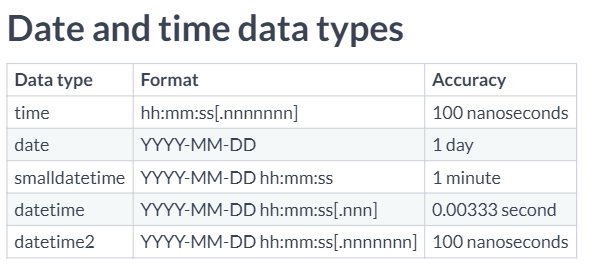 Date and time data types
Data type Format Accuracy
time hh:mm:ss[.nnnnnnn] 100 nanoseconds
date YYYY-MM-DD 1 day
smalldatetime YYYY-MM-DD hh:mm:ss 1 minute
datetime YYYY-MM-DD hh:mm:ss[.nnn] 0.00333 second
datetime2 YYYY-MM-DD hh:mm:ss[.nnnnnnn] 100 nanoseconds